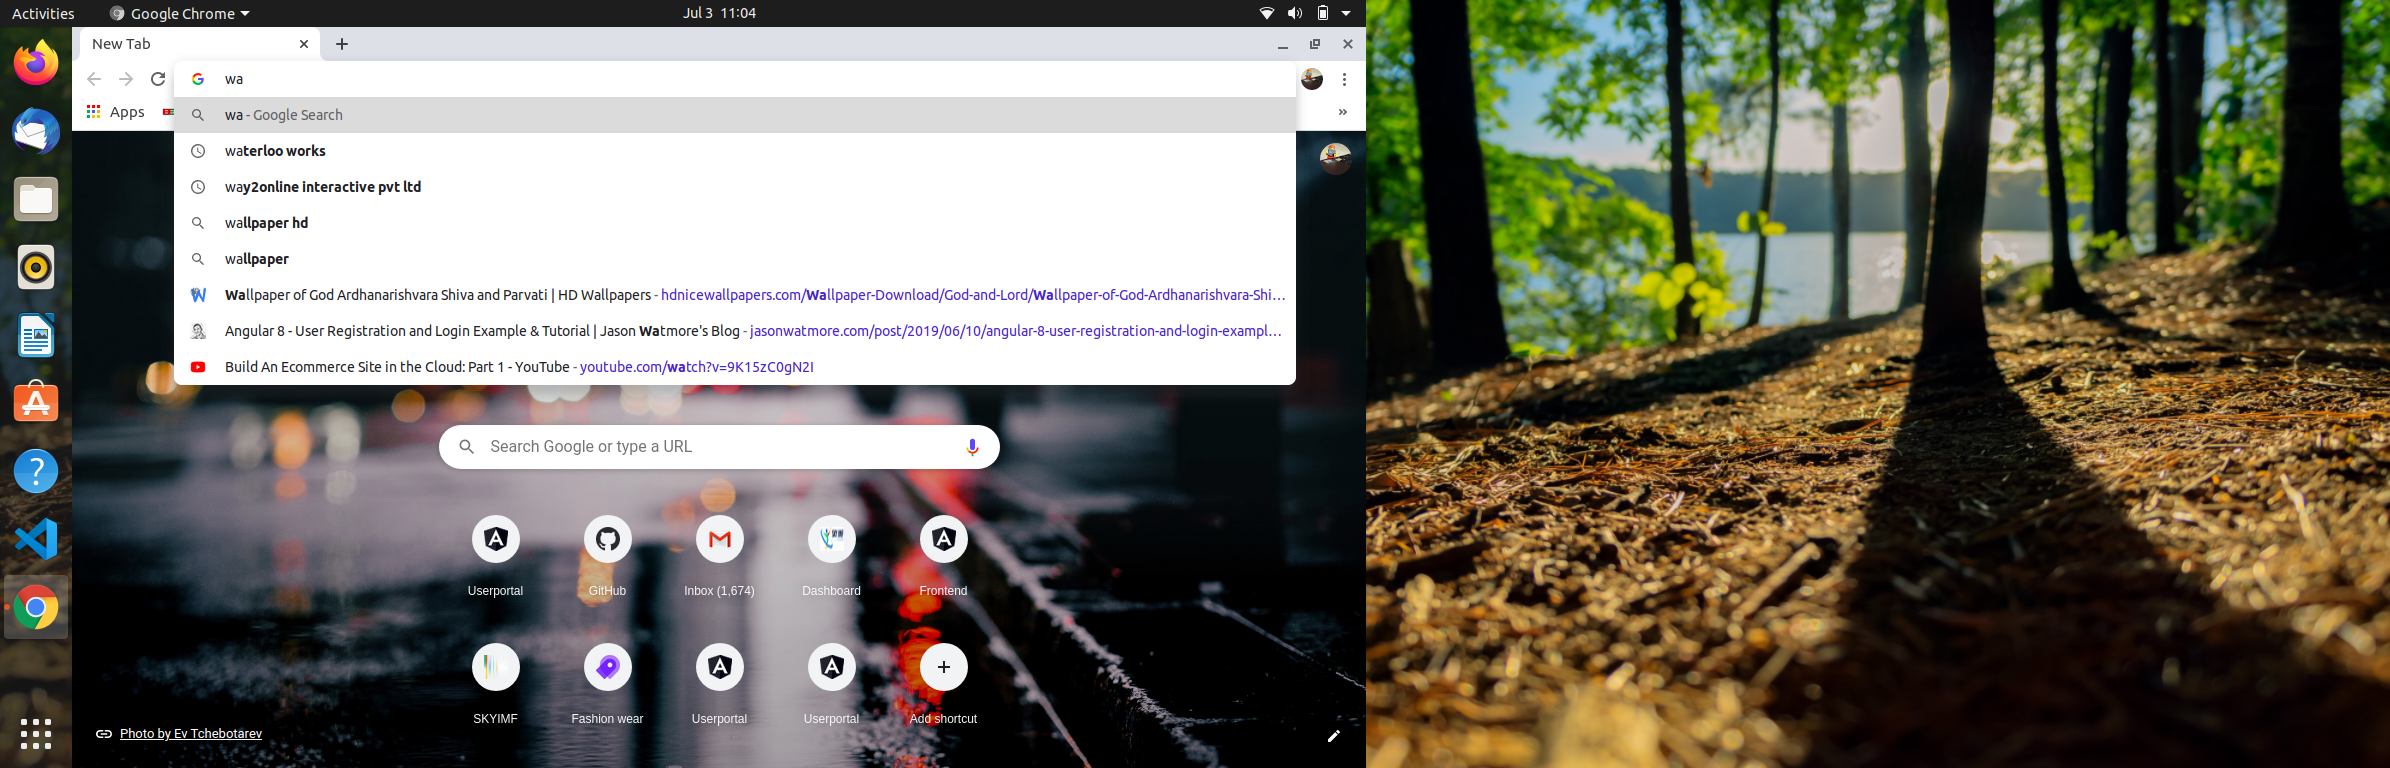 Activities
Google Chrome
Jul 3 11:04
New Tab
wa
Apps
wa - Google Search
waterloo works
way2online interactive pvt ltd
wallpaper hd
wallpaper
Wallpaper of God Ardhanarishvara Shiva and Parvati | HD Wallpapers - hdnicewallpapers.com/Wallpaper-Download/God-and-Lord/Wallpaper-of-God-Ardhanarishvara-Shi...
Angular 8 - User Registration and Login Example & Tutorial | Jason Watmore's Blog - jasonwatmore.com/post/2019/06/10/angular-8-user-registration-and-login-exampl...
Build An Ecommerce Site in the Cloud: Part 1 - YouTube - youtube.com/watch?v=9K15zC0gN2I
Search Google or type a URL
Userportal
GitHub
Inbox (1,674)
Dashboard
Frontend
SKYIMF
Fashion wear
Userportal
Userportal
Add shortcut
Photo by Ev Tchebotarev